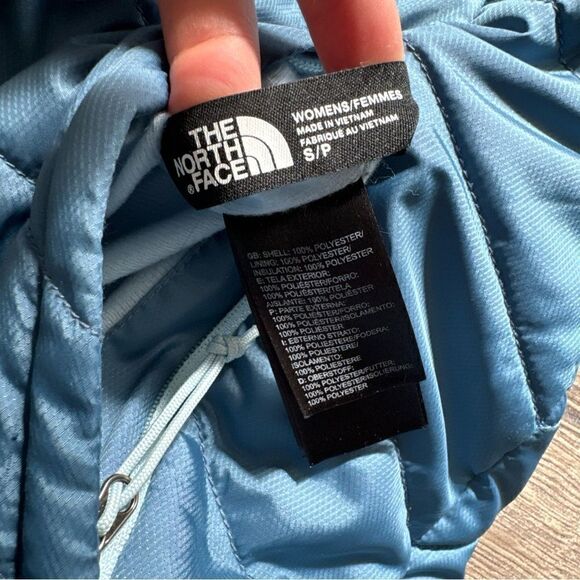 THE
NORTH
FACE
®
WOMENS/FEMMES
MADE IN VIETNAM
FABRIQUÉ AU VIETNAM
S/P
GB: SHELL: 100% POLYESTER/
LINING: 100% POLYESTER/
INSULATION: 100% POLYESTER
E: TELA EXTERIOR:
100% POLIÉSTER/FORRO:
100% POLIÉSTER/TELA
AISLANTE: 100% POLIÉSTER
P: PARTE EXTERNA:
100% POLIÉSTER/FORRO:
100% POLIÉSTER/ISOLAMENTO:
100% POLIÉSTER
I: ESTERNO STRATO:
100% POLIESTERE/FODERA:
100% POLIESTERE/
ISOLAMENTO:
100% POLIESTERE
D: OBERSTOFF:
100% POLYESTER/FUTTER:
100% POLYESTER/ISOLIERUNG:
100% POLYESTER